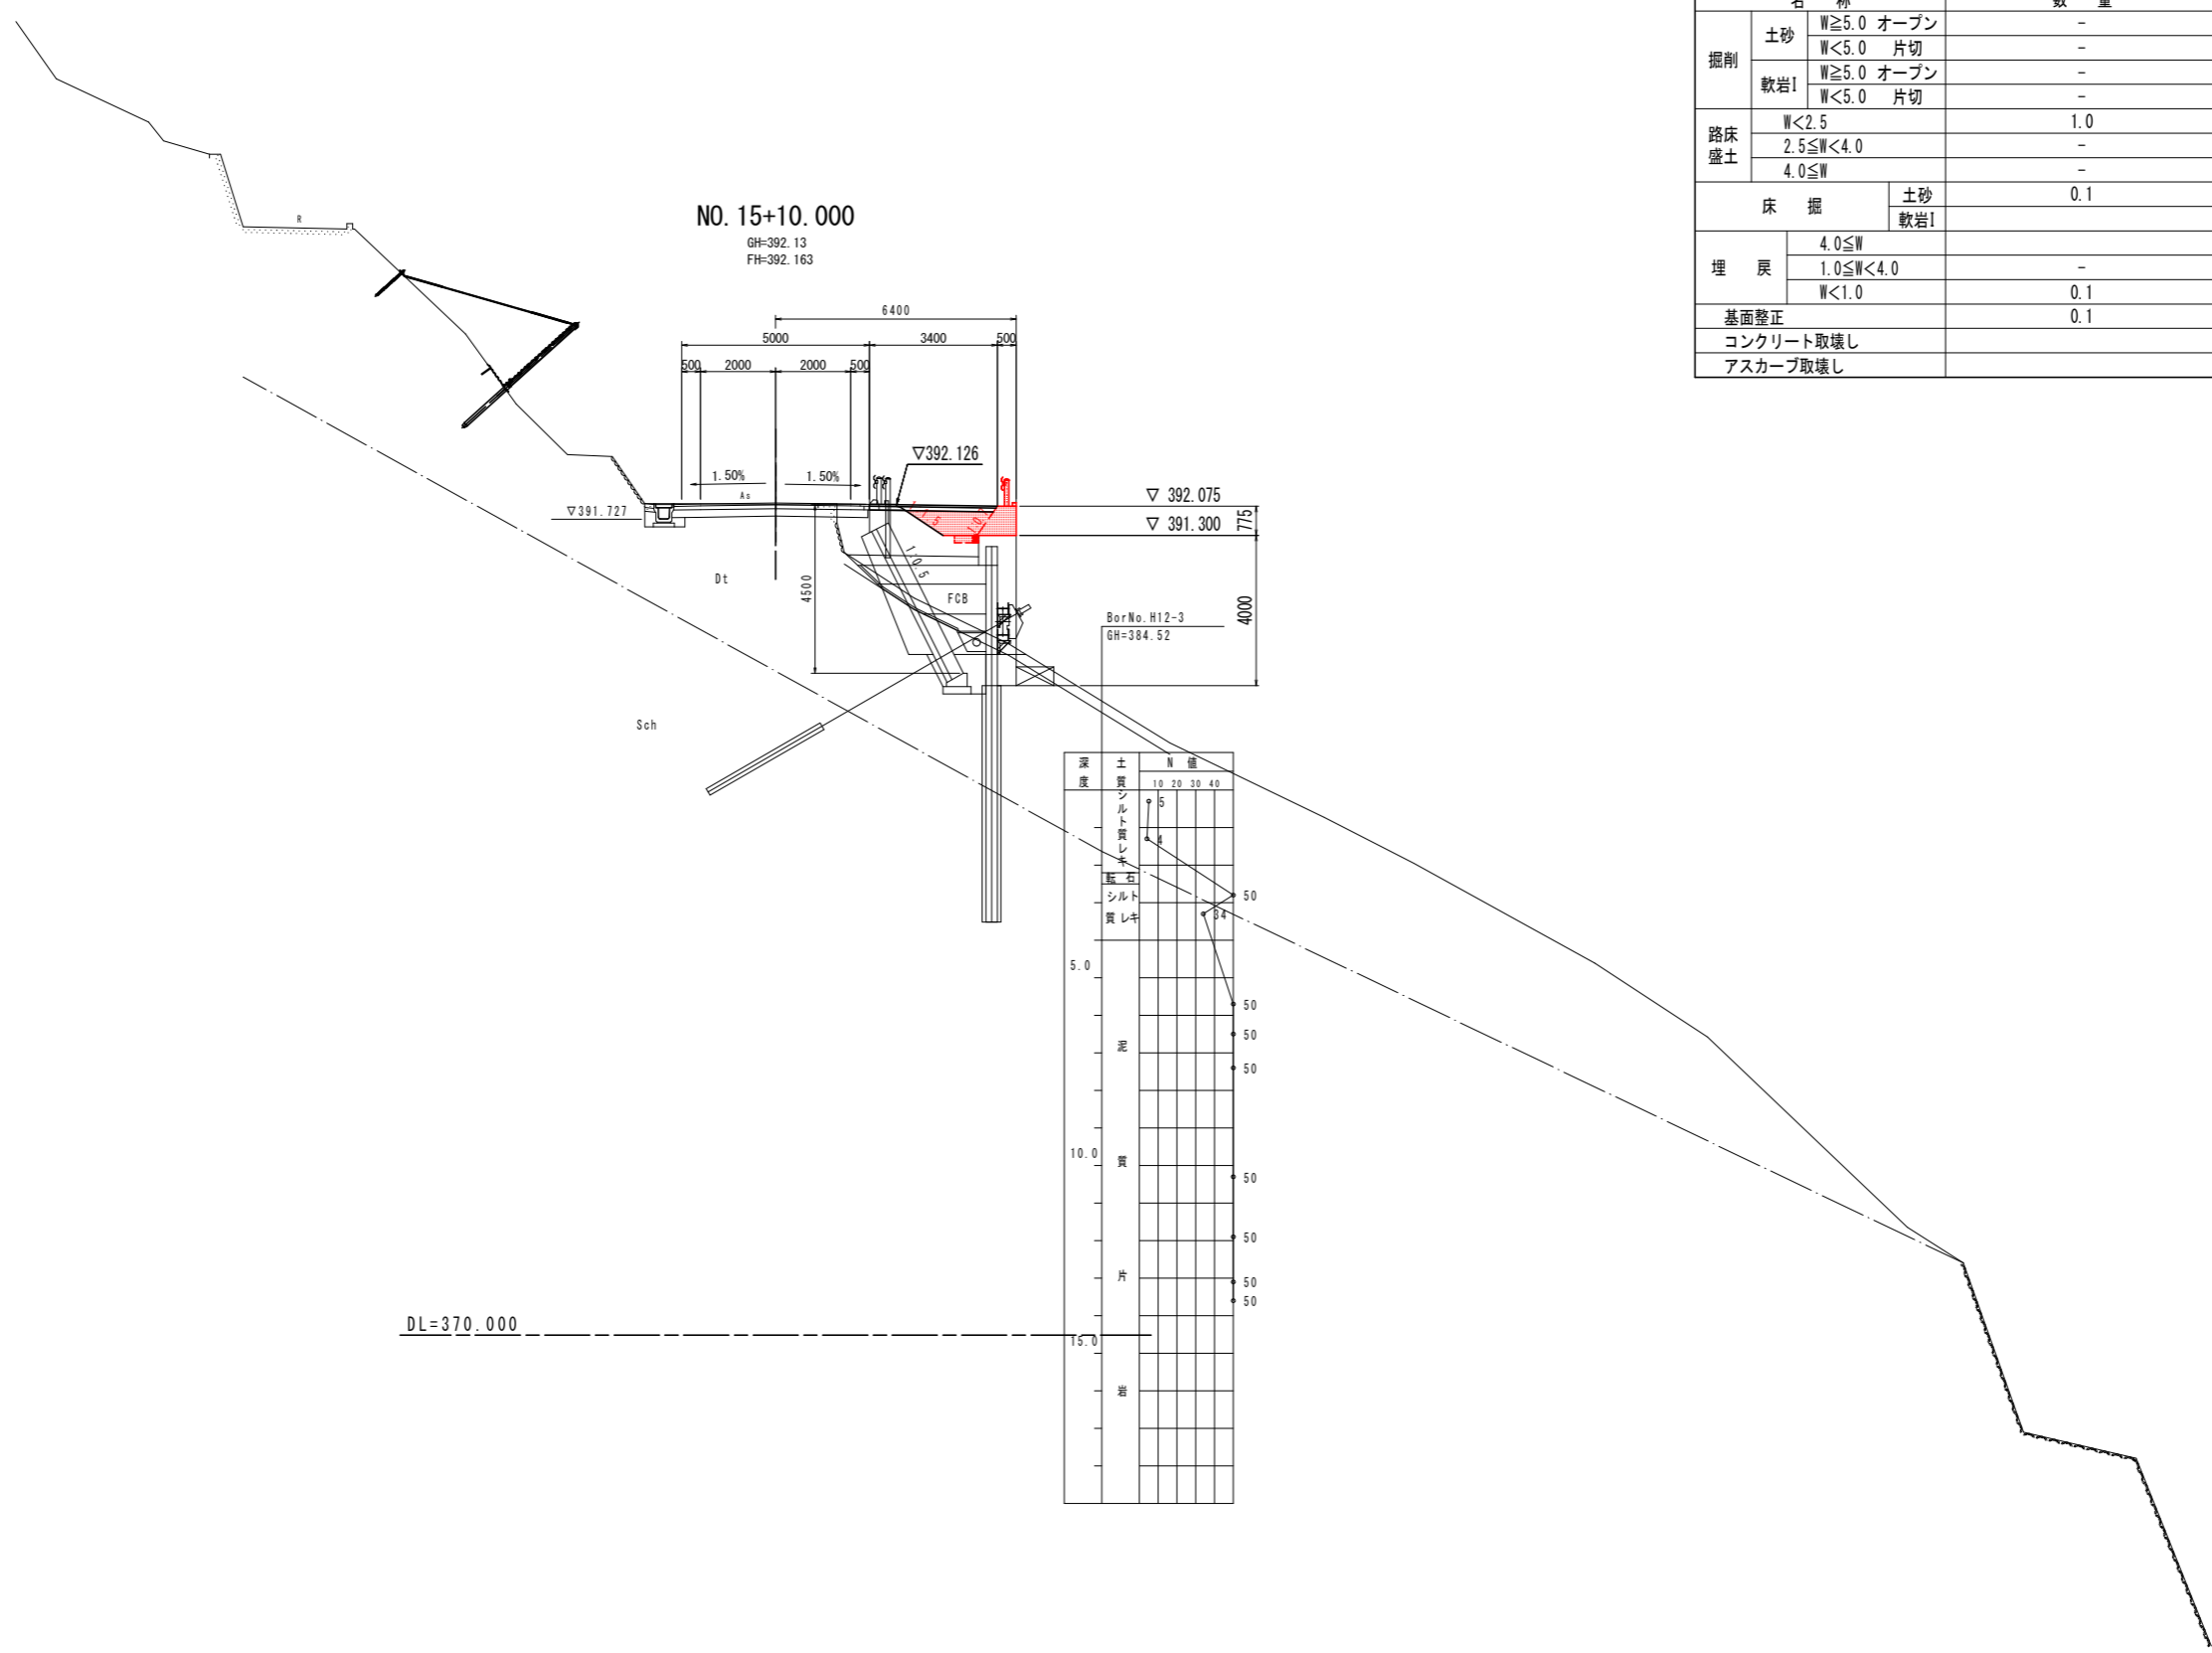 名 称 数 量
掘削 土砂 W≧5.0 オープン -
W<5.0 片切 -
軟岩I W≧5.0 オープン -
W<5.0 片切 -
路床盛土 W<2.5 1.0
2.5≦W<4.0 -
4.0≦W -
床 掘 土砂 0.1
軟岩I
埋 戻 4.0≦W
1.0≦W<4.0 -
W<1.0 0.1
基面整正 0.1
コンクリート取壊し
アスカーブ取壊し
R
NO.15+10.000
GH=392.13
FH=392.163
6400
5000 3400 500
500 2000 2000 500
▽392.126
1.50% 1.50%
As
▽391.727
▽ 392.075
▽ 391.300
775
4000
4500
1:0.5
Dt
FCB
Sch
BorNo.H12-3
GH=384.52
深度 土質 N 値
10 20 30 40
シルト質レキ
5
4
転石
シルト
質レキ
50
34
5.0
50
50
泥
50
10.0
質
50
50
片
50
50
DL=370.000
15.0
岩